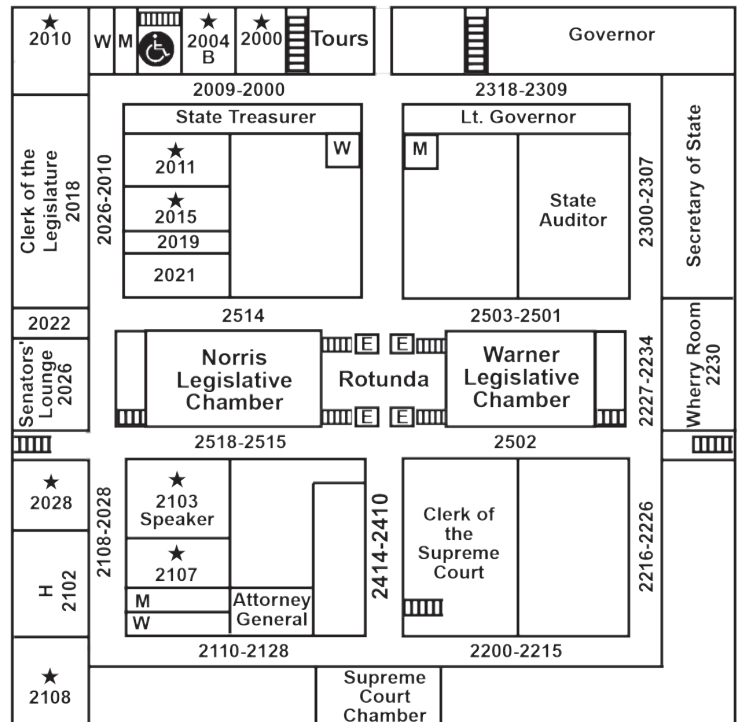 2010
W
M
2004
B
2000
Tours
Governor
2009-2000
2318-2309
State Treasurer
Lt. Governor
W
M
2011
2015
2019
2021
State
Auditor
Clerk of the
Legislature
2018
2026-2010
2300-2307
Secretary of State
2514
2503-2501
2022
Senators'
Lounge
2026
Norris
Legislative
Chamber
E
E
Rotunda
E
E
Warner
Legislative
Chamber
2227-2234
Wherry Room
2230
2518-2515
2502
2028
2108-2028
2103
Speaker
2107
M
W
Attorney
General
2414-2410
Clerk of
the
Supreme
Court
2216-2226
H
2102
2110-2128
2200-2215
2108
Supreme
Court
Chamber